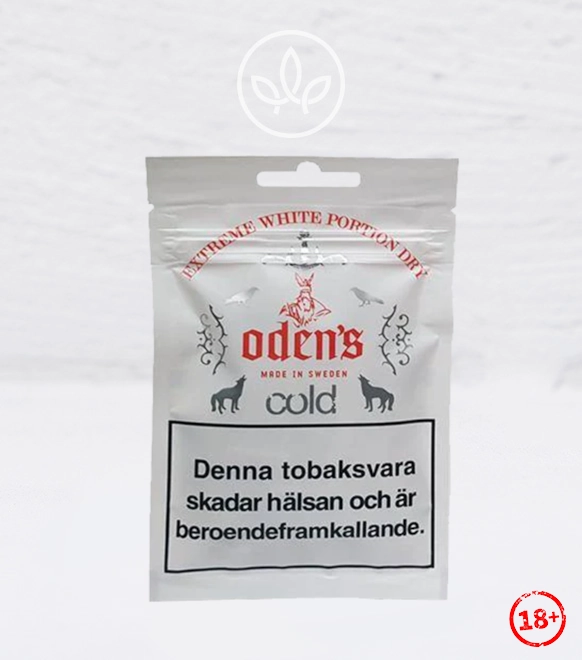 EXTREME WHITE PORTION DRY
oden's
MADE IN SWEDEN
cold
Denna tobaksvara
skadar hälsan och är
beroendeframkallande.
18+